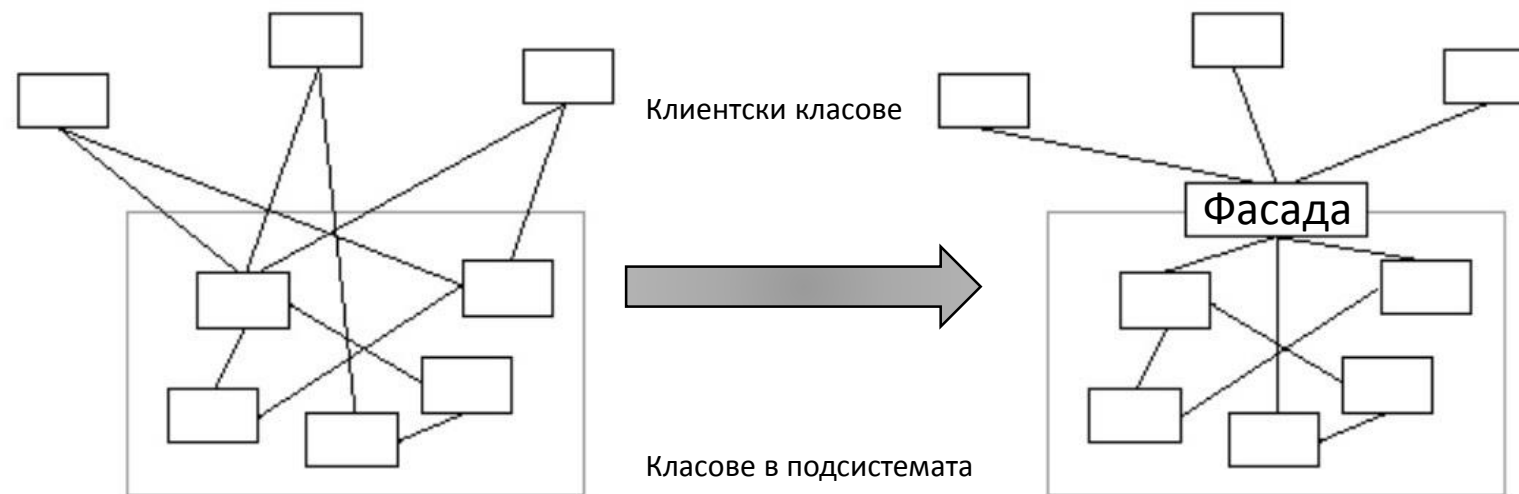 Клиентски класове
Фасада
Класове в подсистемата